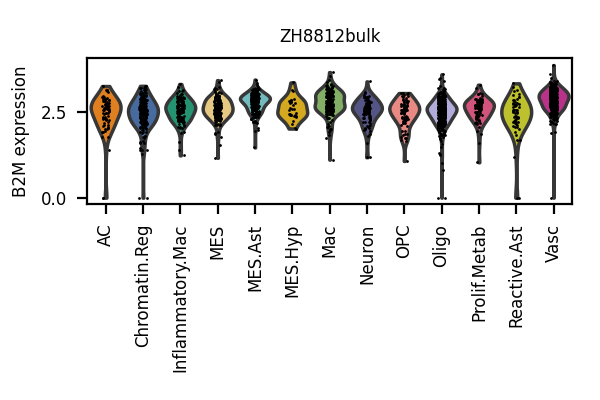 ZH8812bulk
B2M expression
2.5
0.0
AC
Chromatin.Reg
Inflammatory.Mac
MES
MES.Ast
MES.Hyp
Mac
Neuron
OPC
Oligo
Prolif.Metab
Reactive.Ast
Vasc